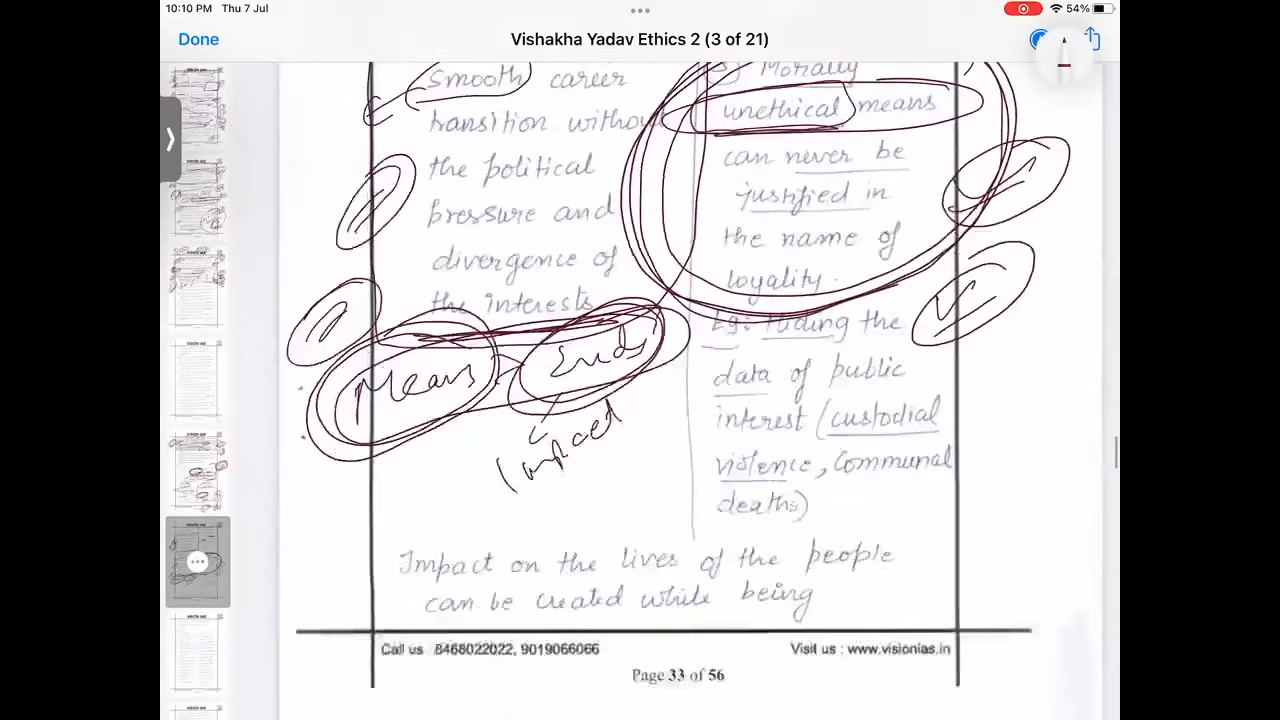 10:10 PM Thu 7 Jul
54%
Done
Vishakha Yadav Ethics 2 (3 of 21)
smooth career
transition without
the political
pressure and
divergence of
the interests
3) Morally
unethical means
can never be
justified in
the name of
loyality.
Eg: Hiding the
data of public
interest (custodial
violence, communal
deaths)
Means
Ends
Impact
Impact on the lives of the people
can be created while being
Call us 8468022022, 9019066066
Visit us : www.visionias.in
Page 33 of 56